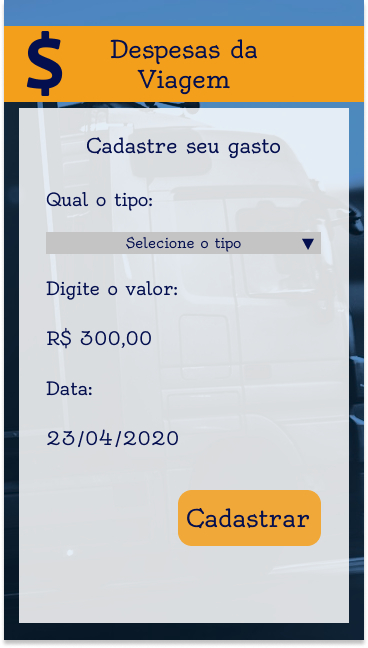 $
Despesas da
Viagem
Cadastre seu gasto
Qual o tipo:
Selecione o tipo
Digite o valor:
R$ 300,00
Data:
23/04/2020
Cadastrar